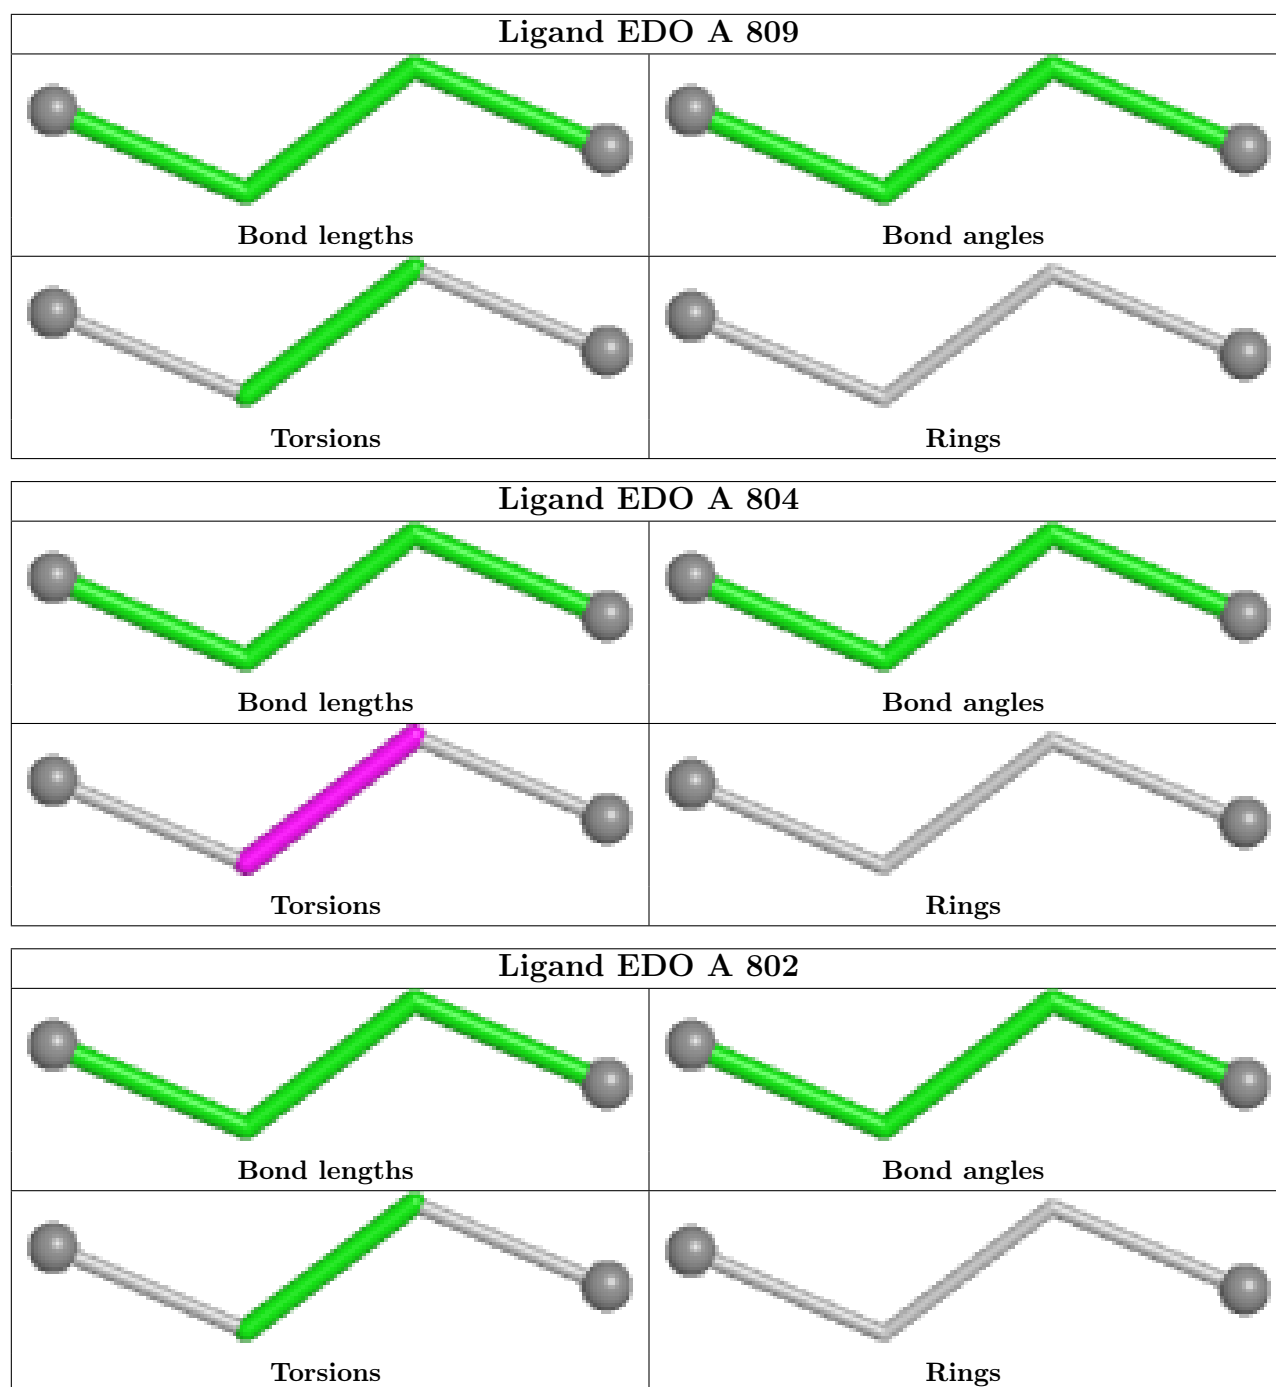 Ligand EDO A 809
Bond lengths
Bond angles
Torsions
Rings
Ligand EDO A 804
Bond lengths
Bond angles
Torsions
Rings
Ligand EDO A 802
Bond lengths
Bond angles
Torsions
Rings